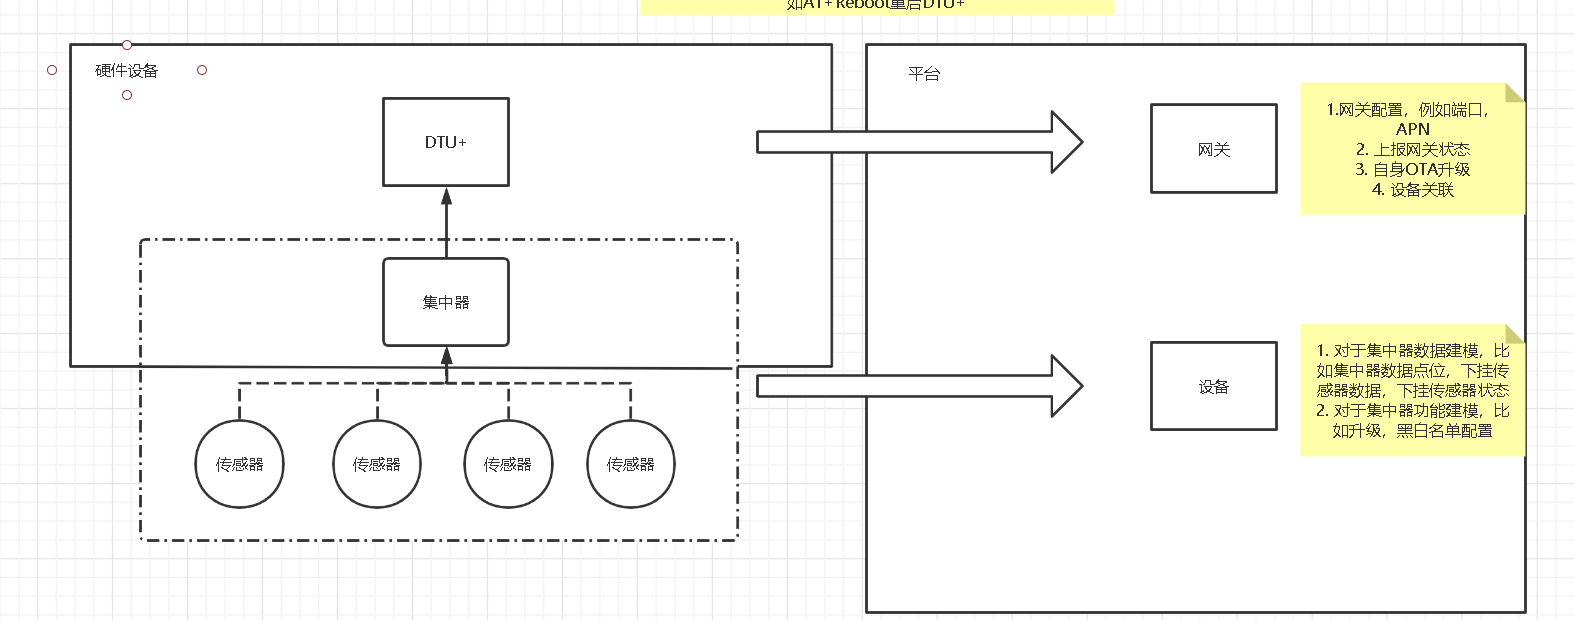 如AT+Reboot重启DTU+
硬件设备
平台
DTU+
网关
1.网关配置，例如端口，
APN
2. 上报网关状态
3. 自身OTA升级
4. 设备关联
集中器
设备
1. 对于集中器数据建模，比
如集中器数据点位，下挂传
感器数据，下挂传感器状态
2. 对于集中器功能建模，比
如升级，黑白名单配置
传感器
传感器
传感器
传感器